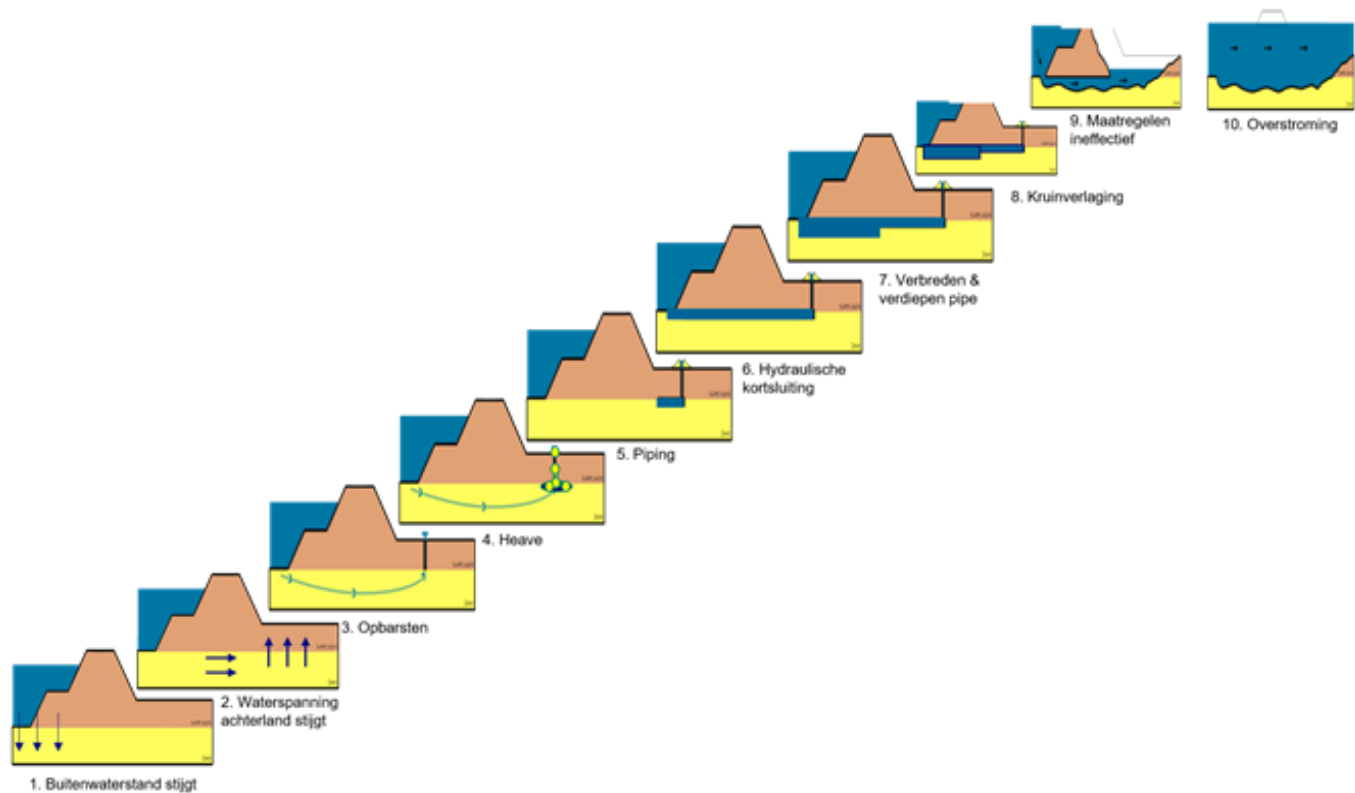 1. Buitenwaterstand stijgt
2. Waterspanning
achterland stijgt
3. Opbarsten
4. Heave
5. Piping
6. Hydraulische
kortsluiting
7. Verbreden &
verdiepen pipe
8. Kruinverlaging
9. Maatregelen
ineffectief
10. Overstroming